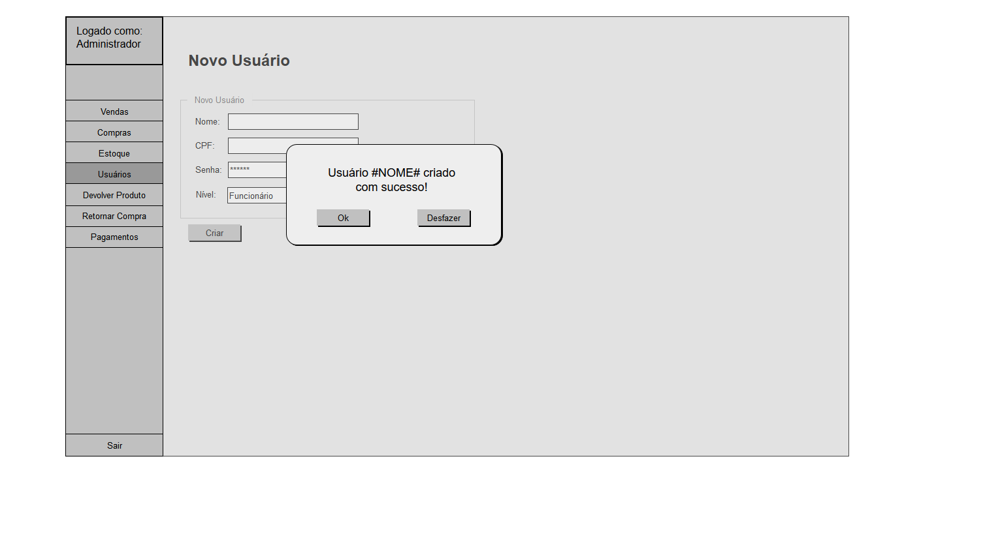 Logado como:
Administrador
Vendas
Compras
Estoque
Usuários
Devolver Produto
Retornar Compra
Pagamentos
Sair
Novo Usuário
Novo Usuário
Nome:
CPF:
Senha: ******
Nível: Funcionário
Criar
Usuário #NOME# criado
com sucesso!
Ok Desfazer